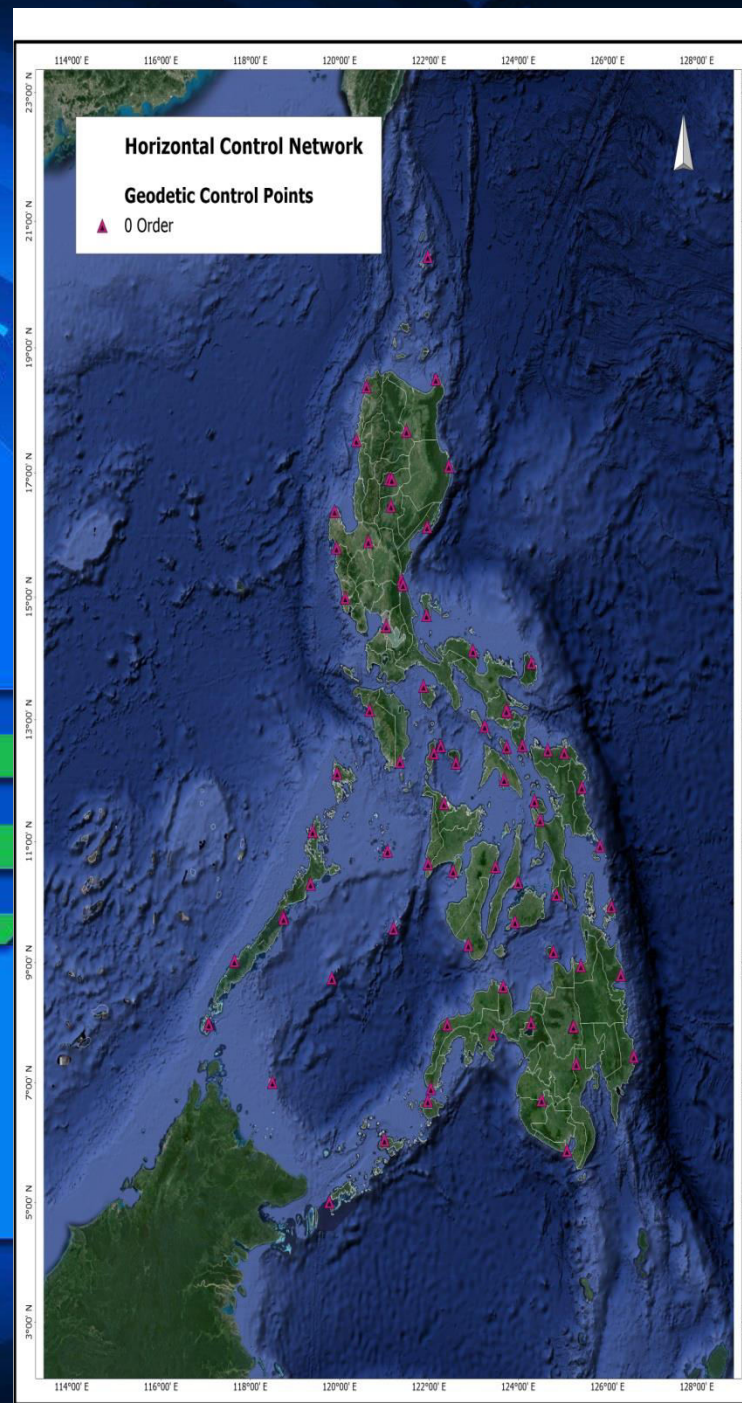 114°00' E 116°00' E 118°00' E 120°00' E 122°00' E 124°00' E 126°00' E 128°00' E
Horizontal Control Network
Geodetic Control Points
0 Order
23°00' N
21°00' N
19°00' N
17°00' N
15°00' N
13°00' N
11°00' N
9°00' N
7°00' N
5°00' N
3°00' N
114°00' E 116°00' E 118°00' E 120°00' E 122°00' E 124°00' E 126°00' E 128°00' E